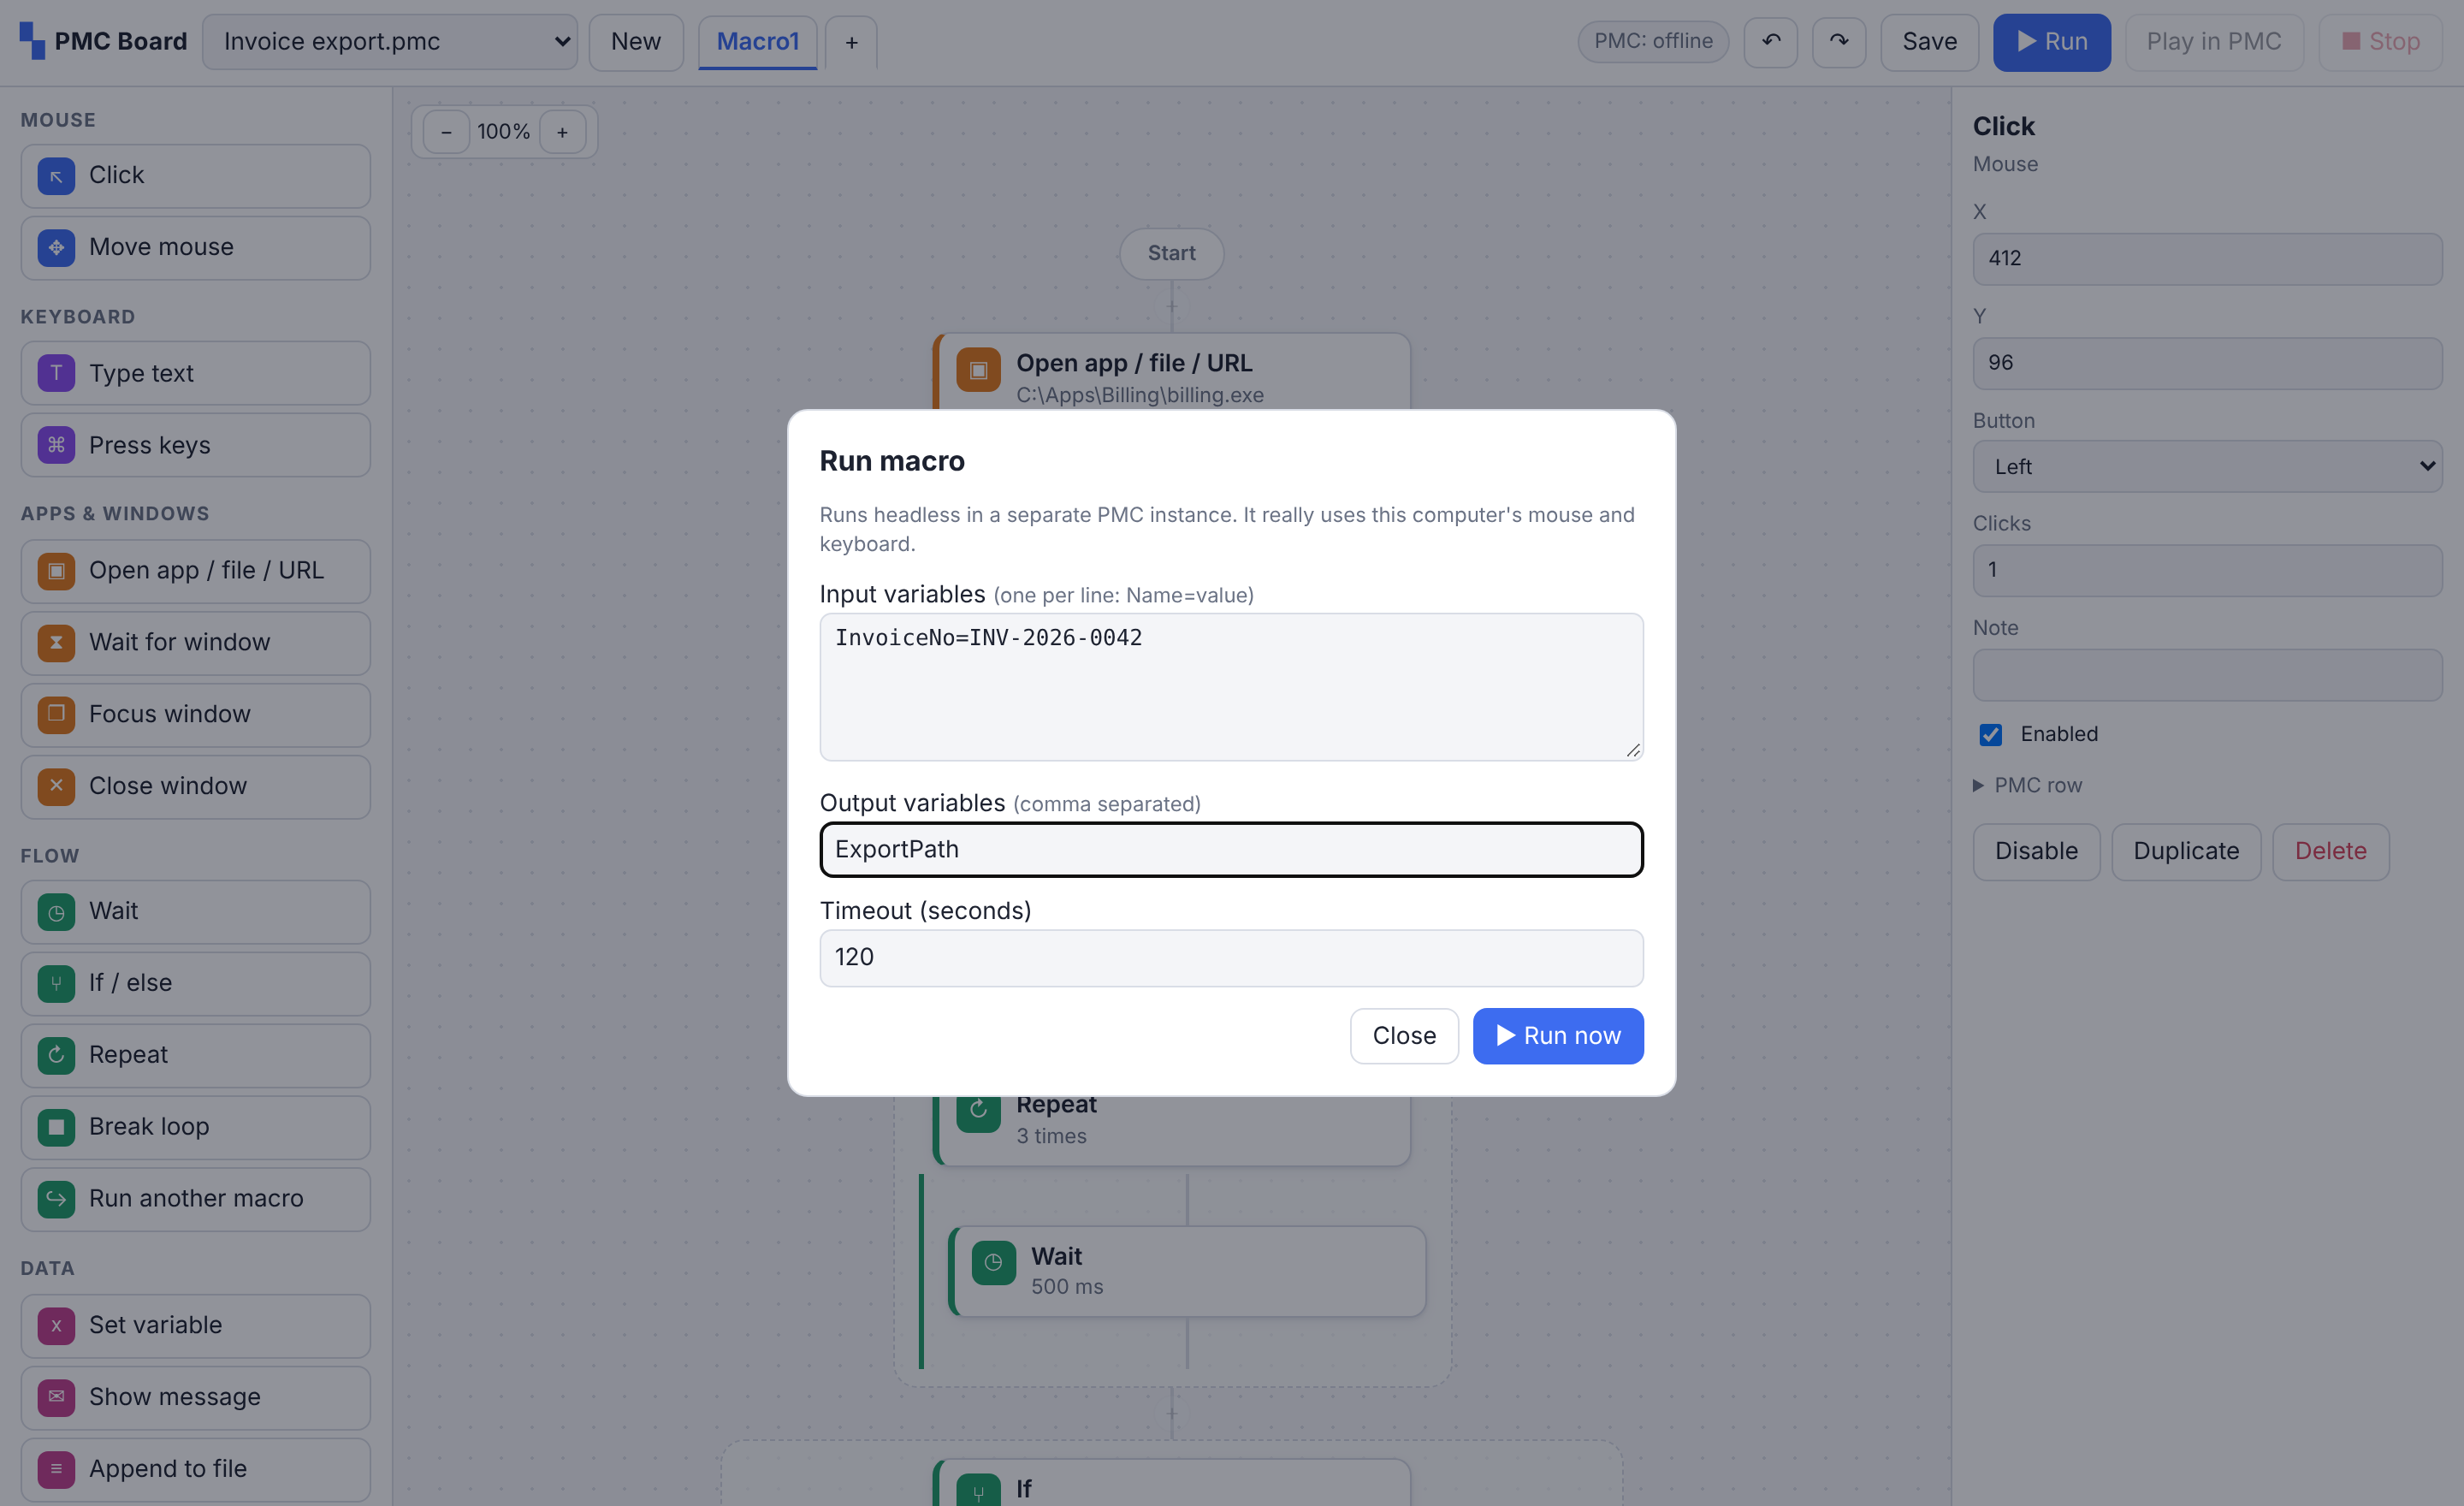 PMC Board
Invoice export.pmc
New
Macro1
+
PMC: offline
↶
↷
Save
▶ Run
Play in PMC
■ Stop
MOUSE
Click
Move mouse
KEYBOARD
T Type text
⌘ Press keys
APPS & WINDOWS
Open app / file / URL
Wait for window
Focus window
Close window
FLOW
Wait
If / else
Repeat
Break loop
Run another macro
DATA
x Set variable
Show message
Append to file
− 100% +
Start
+
Open app / file / URL
C:\Apps\Billing\billing.exe
Run macro
Runs headless in a separate PMC instance. It really uses this computer's mouse and
keyboard.
Input variables (one per line: Name=value)
InvoiceNo=INV-2026-0042
Output variables (comma separated)
ExportPath
Timeout (seconds)
120
Close
▶ Run now
Repeat
3 times
Wait
500 ms
+
If
Click
Mouse
X
412
Y
96
Button
Left
Clicks
1
Note
Enabled
▶ PMC row
Disable
Duplicate
Delete